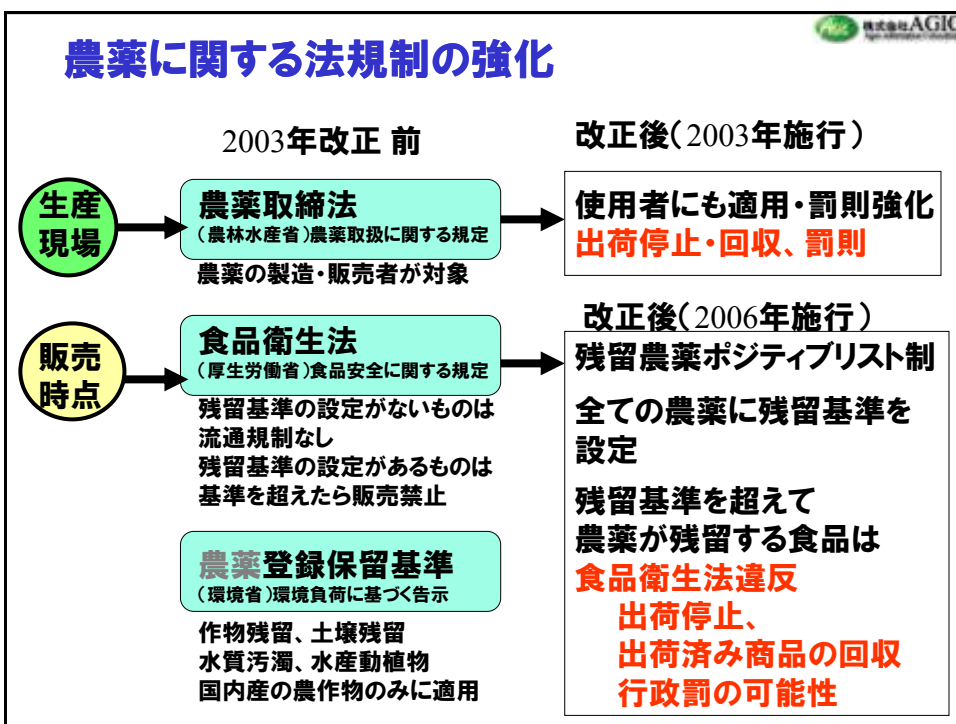 農薬に関する法規制の強化
株式会社AGIC
2003年改正 前
改正後(2003年施行)
生産
現場
農薬取締法
(農林水産省)農薬取扱に関する規定
農薬の製造・販売者が対象
使用者にも適用・罰則強化
出荷停止・回収、罰則
改正後(2006年施行)
販売
時点
食品衛生法
(厚生労働省)食品安全に関する規定
残留基準の設定がないものは
流通規制なし
残留基準の設定があるものは
基準を超えたら販売禁止
農薬登録保留基準
(環境省)環境負荷に基づく告示
作物残留、土壌残留
水質汚濁、水産動植物
国内産の農作物のみに適用
残留農薬ポジティブリスト制
全ての農薬に残留基準を
設定
残留基準を超えて
農薬が残留する食品は
食品衛生法違反
出荷停止、
出荷済み商品の回収
行政罰の可能性